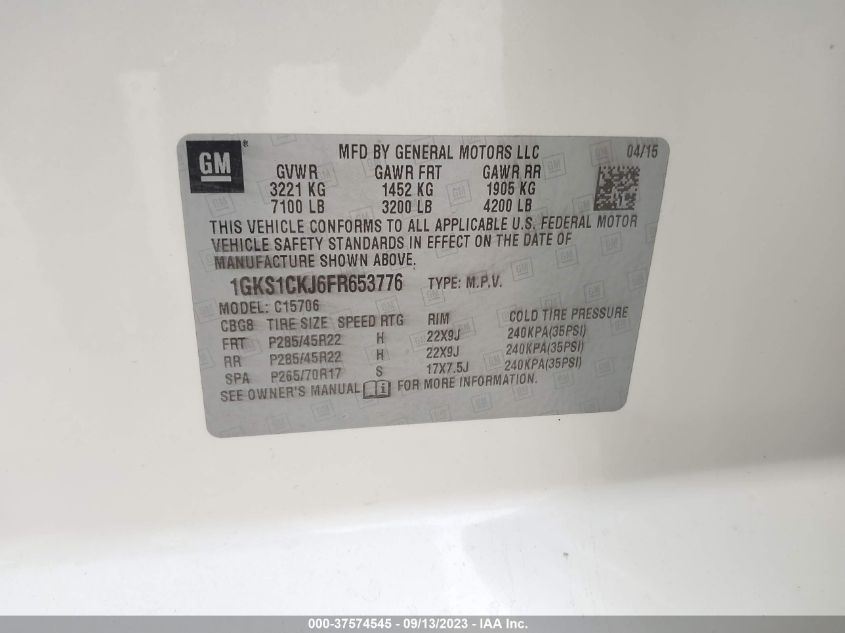 GM ® MFD BY GENERAL MOTORS LLC 04/15
GVWR GAWR FRT GAWR RR
3221 KG 1452 KG 1905 KG
7100 LB 3200 LB 4200 LB
THIS VEHICLE CONFORMS TO ALL APPLICABLE U.S. FEDERAL MOTOR
VEHICLE SAFETY STANDARDS IN EFFECT ON THE DATE OF
MANUFACTURE SHOWN ABOVE.
1GKS1CKJ6FR653776 TYPE: M.P.V.
MODEL: C15706
CBG8 TIRE SIZE SPEED RTG RIM COLD TIRE PRESSURE
FRT P285/45R22 H 22X9J 240KPA(35PSI)
RR P285/45R22 H 22X9J 240KPA(35PSI)
SPA P265/70R17 S 17X7.5J 240KPA(35PSI)
SEE OWNER'S MANUAL FOR MORE INFORMATION.
000-37574545 - 09/13/2023 - IAA Inc.